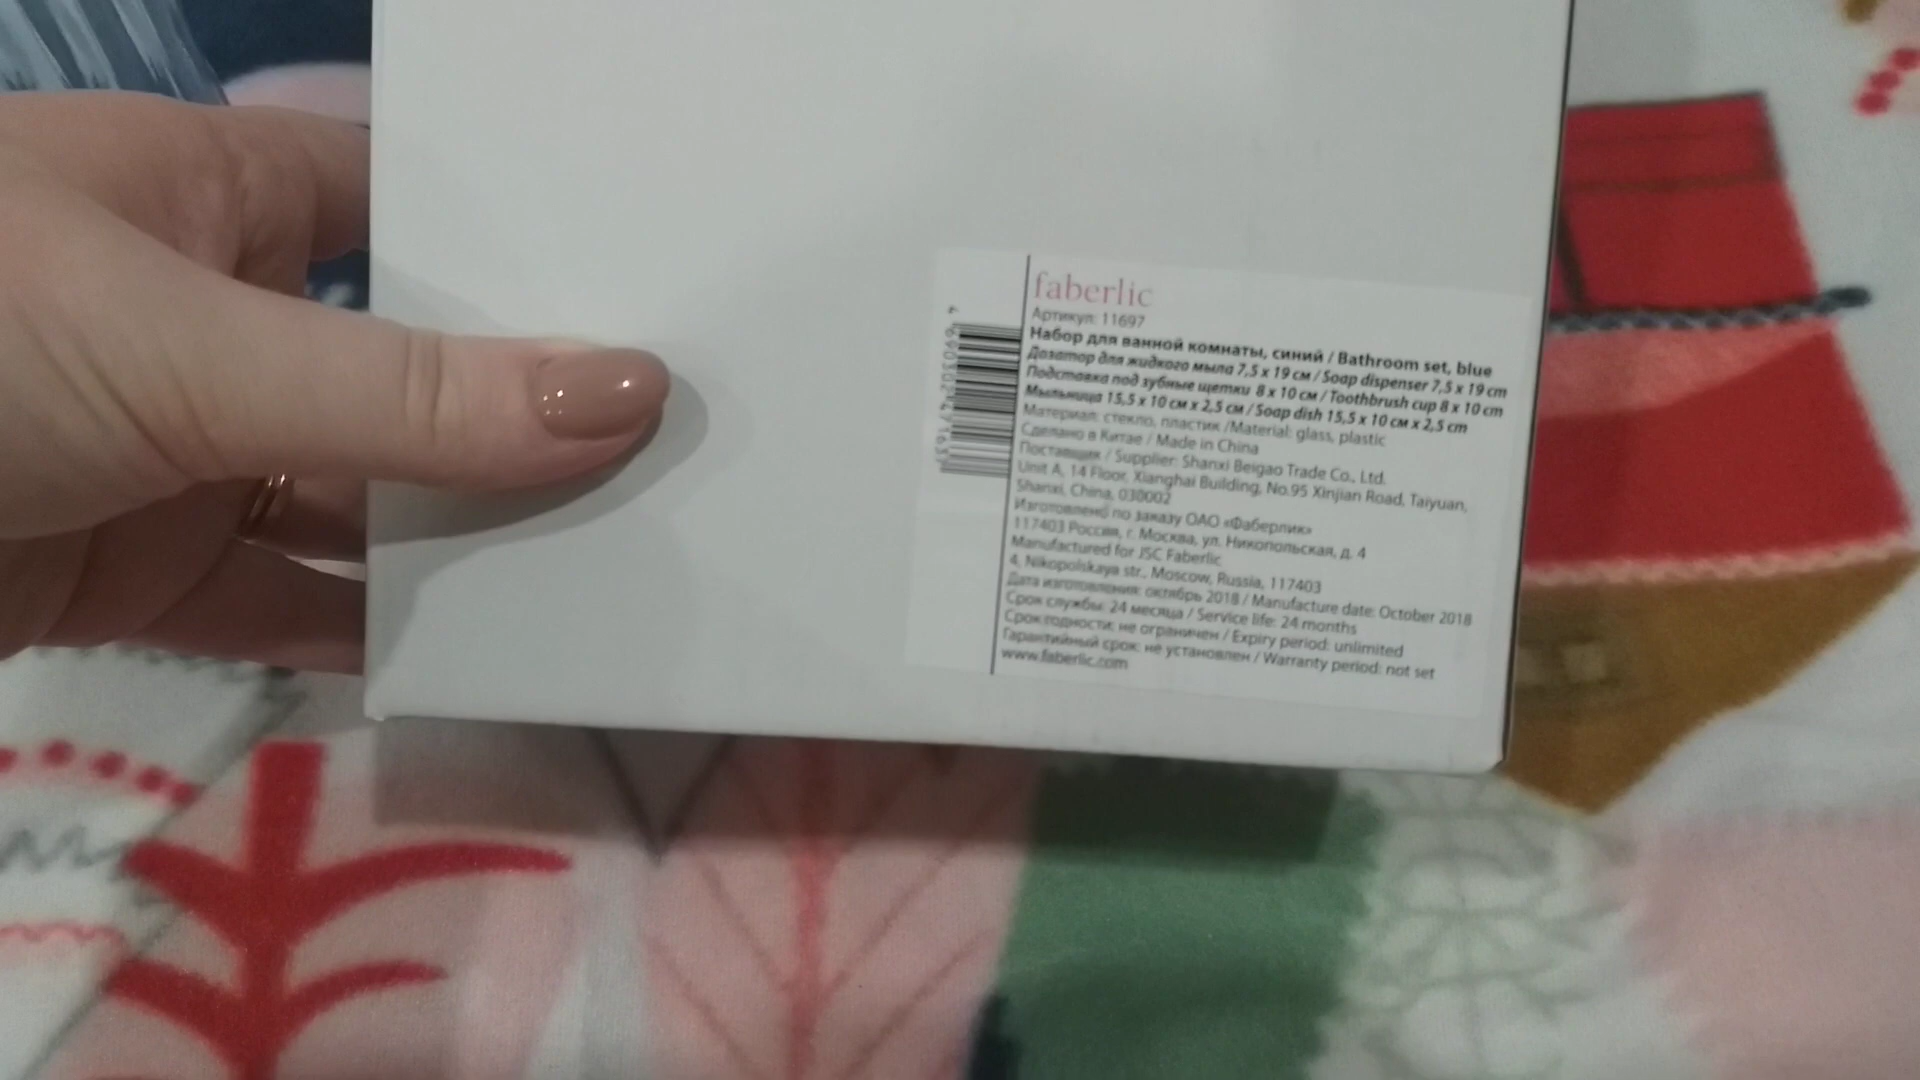 faberlic
Артикул: 11697
Набор для ванной комнаты, синий / Bathroom set, blue
Дозатор для жидкого мыла 7,5 x 19 см / Soap dispenser 7,5 x 19 cm
Подставка под зубные щетки 8 x 10 см / Toothbrush cup 8 x 10 cm
Мыльница 15,5 x 10 см x 2,5 см / Soap dish 15,5 x 10 см x 2,5 cm
Материал: стекло, пластик /Material: glass, plastic
Сделано в Китае / Made in China
Поставщик / Supplier: Shanxi Beigao Trade Co., Ltd.
Unit A, 14 Floor, Xianghai Building, No.95 Xinjian Road, Taiyuan,
Shanxi, China, 030002
Изготовлено по заказу ОАО «Фаберлик»
117403 Россия, г. Москва, ул. Никопольская, д. 4
Manufactured for JSC Faberlic
4, Nikopolskaya str., Moscow, Russia, 117403
Дата изготовления: октябрь 2018 / Manufacture date: October 2018
Срок службы: 24 месяца / Service life: 24 months
Срок годности: не ограничен / Expiry period: unlimited
Гарантийный срок: не установлен / Warranty period: not set
www.faberlic.com